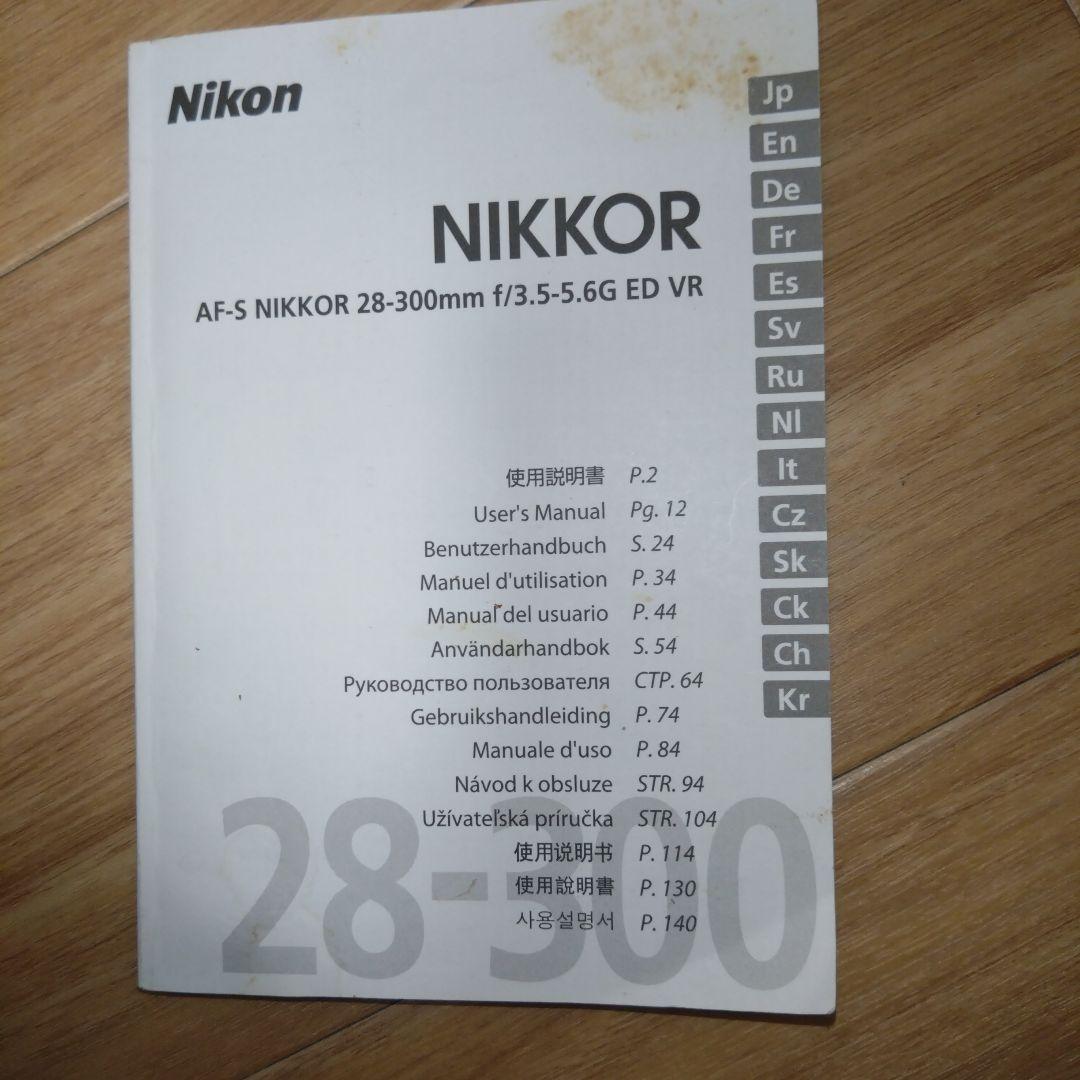 Nikon
NIKKOR
AF-S NIKKOR 28-300mm f/3.5-5.6G ED VR
Jp
En
De
Fr
Es
Sv
Ru
Nl
It
Cz
Sk
Ck
Ch
Kr
使用説明書 P.2
User's Manual Pg. 12
Benutzerhandbuch S. 24
Manuel d'utilisation P. 34
Manual del usuario P. 44
Användarhandbok S. 54
Руководство пользователя СТР. 64
Gebruikshandleiding P. 74
Manuale d'uso P. 84
Návod k obsluze STR. 94
Užívateľská príručka STR. 104
使用说明书 P. 114
使用說明書 P. 130
사용설명서 P. 140
28-300